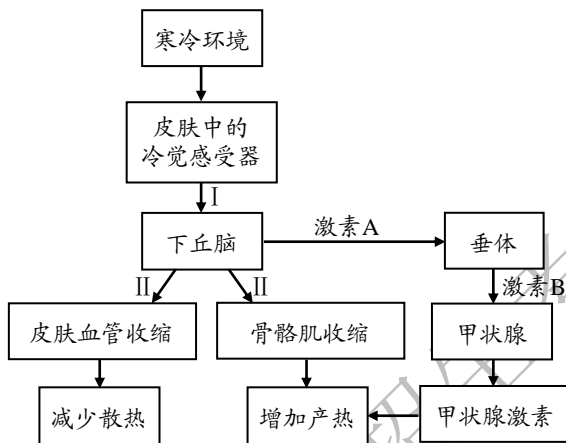 寒冷环境
皮肤中的
冷觉感受器
Ⅰ
下丘脑
激素A
垂体
Ⅱ
Ⅱ
激素B
皮肤血管收缩
骨骼肌收缩
甲状腺
减少散热
增加产热
甲状腺激素